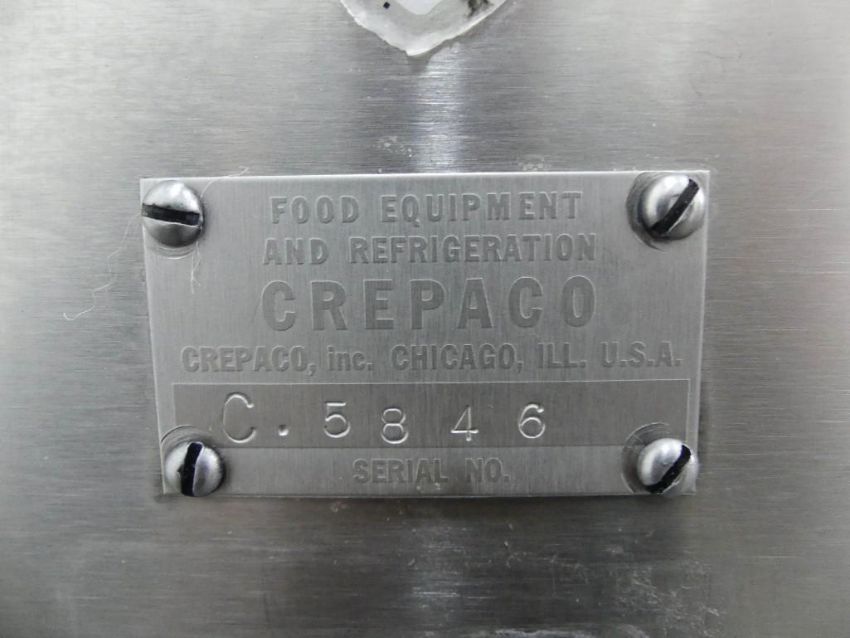 FOOD EQUIPMENT
AND REFRIGERATION
CREPACO
CREPACO, inc. CHICAGO, ILL. U.S.A.
C. 5846
SERIAL NO.